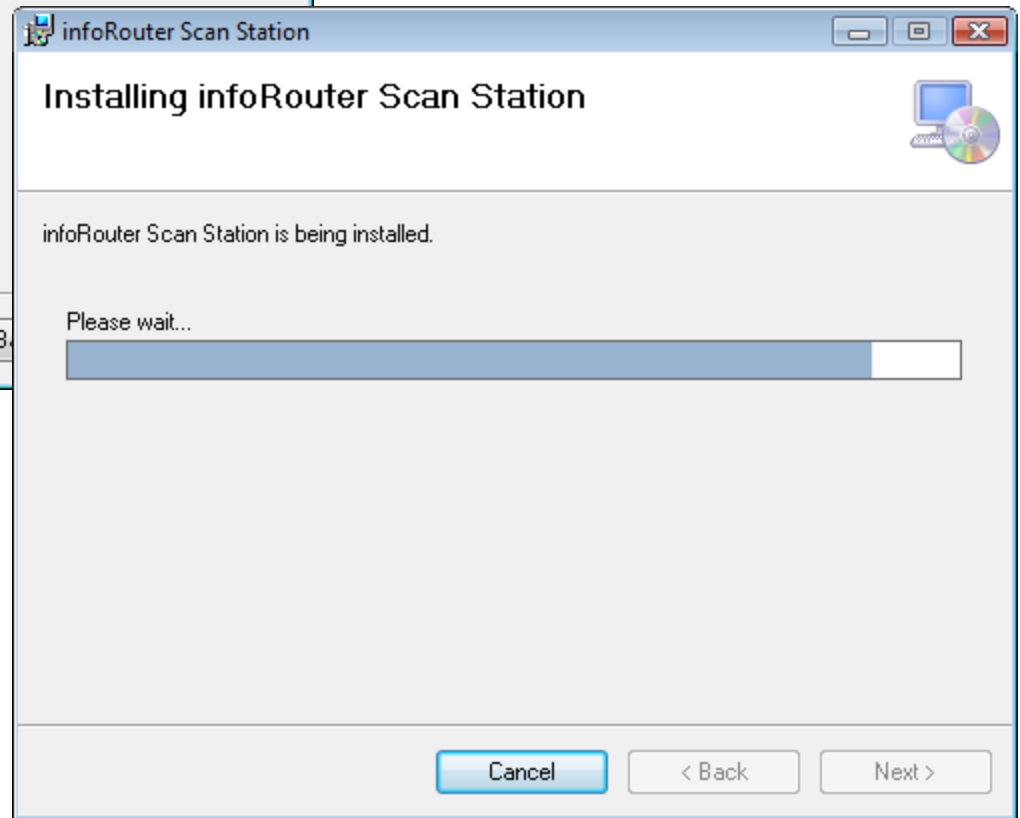 infoRouter Scan Station
Installing infoRouter Scan Station
infoRouter Scan Station is being installed.
Please wait...
Cancel
< Back
Next >